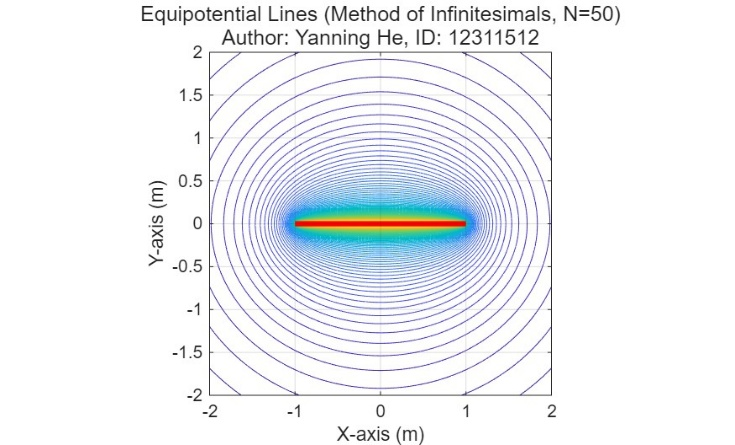 Equipotential Lines (Method of Infinitesimals, N=50)
Author: Yanning He, ID: 12311512
2
1.5
1
0.5
0
-0.5
-1
-1.5
-2
Y-axis (m)
-2 -1 0 1 2
X-axis (m)